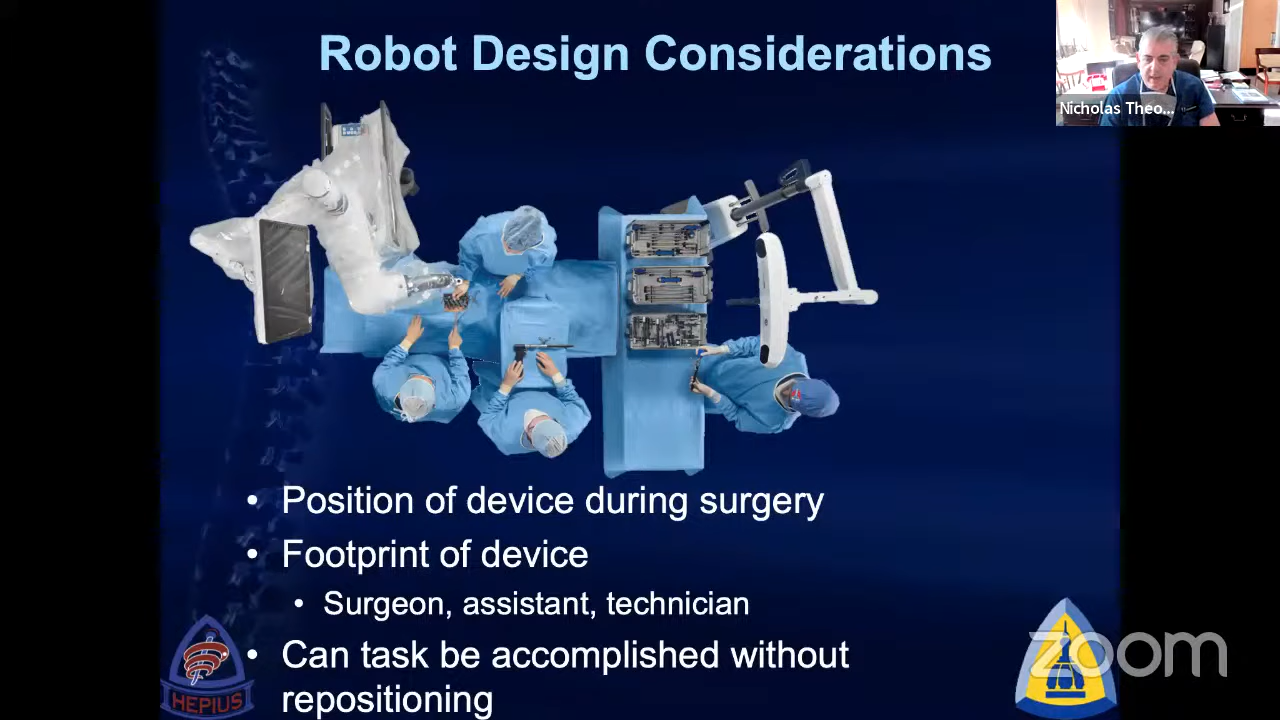 Robot Design Considerations
Nicholas Theo...
• Position of device during surgery
• Footprint of device
• Surgeon, assistant, technician
• Can task be accomplished without
repositioning
HEPIUS
zoom